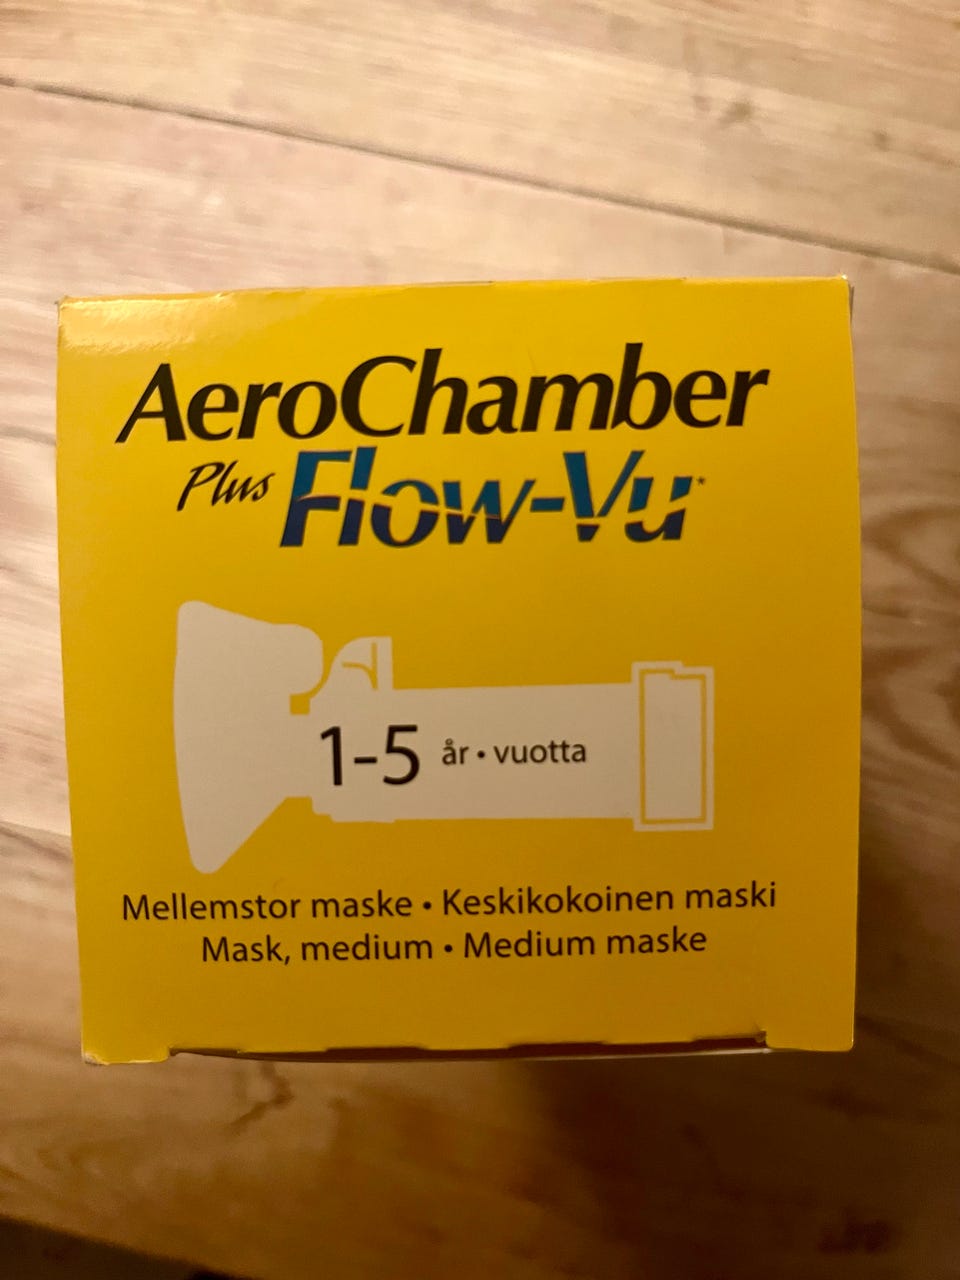 AeroChamber
Plus Flow-Vu*
1-5 år • vuotta
Mellemstor maske • Keskikokoinen maski
Mask, medium • Medium maske